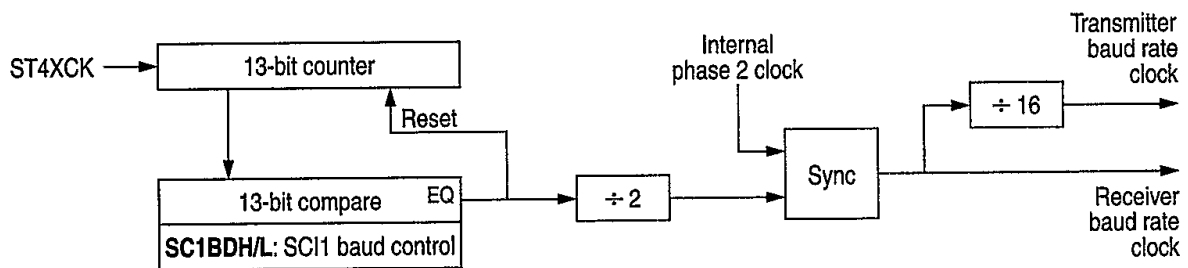 ST4XCK
13-bit counter
Reset
13-bit compare
EQ
SC1BDH/L: SCI1 baud control
÷ 2
Internal
phase 2 clock
Sync
÷ 16
Transmitter
baud rate
clock
Receiver
baud rate
clock